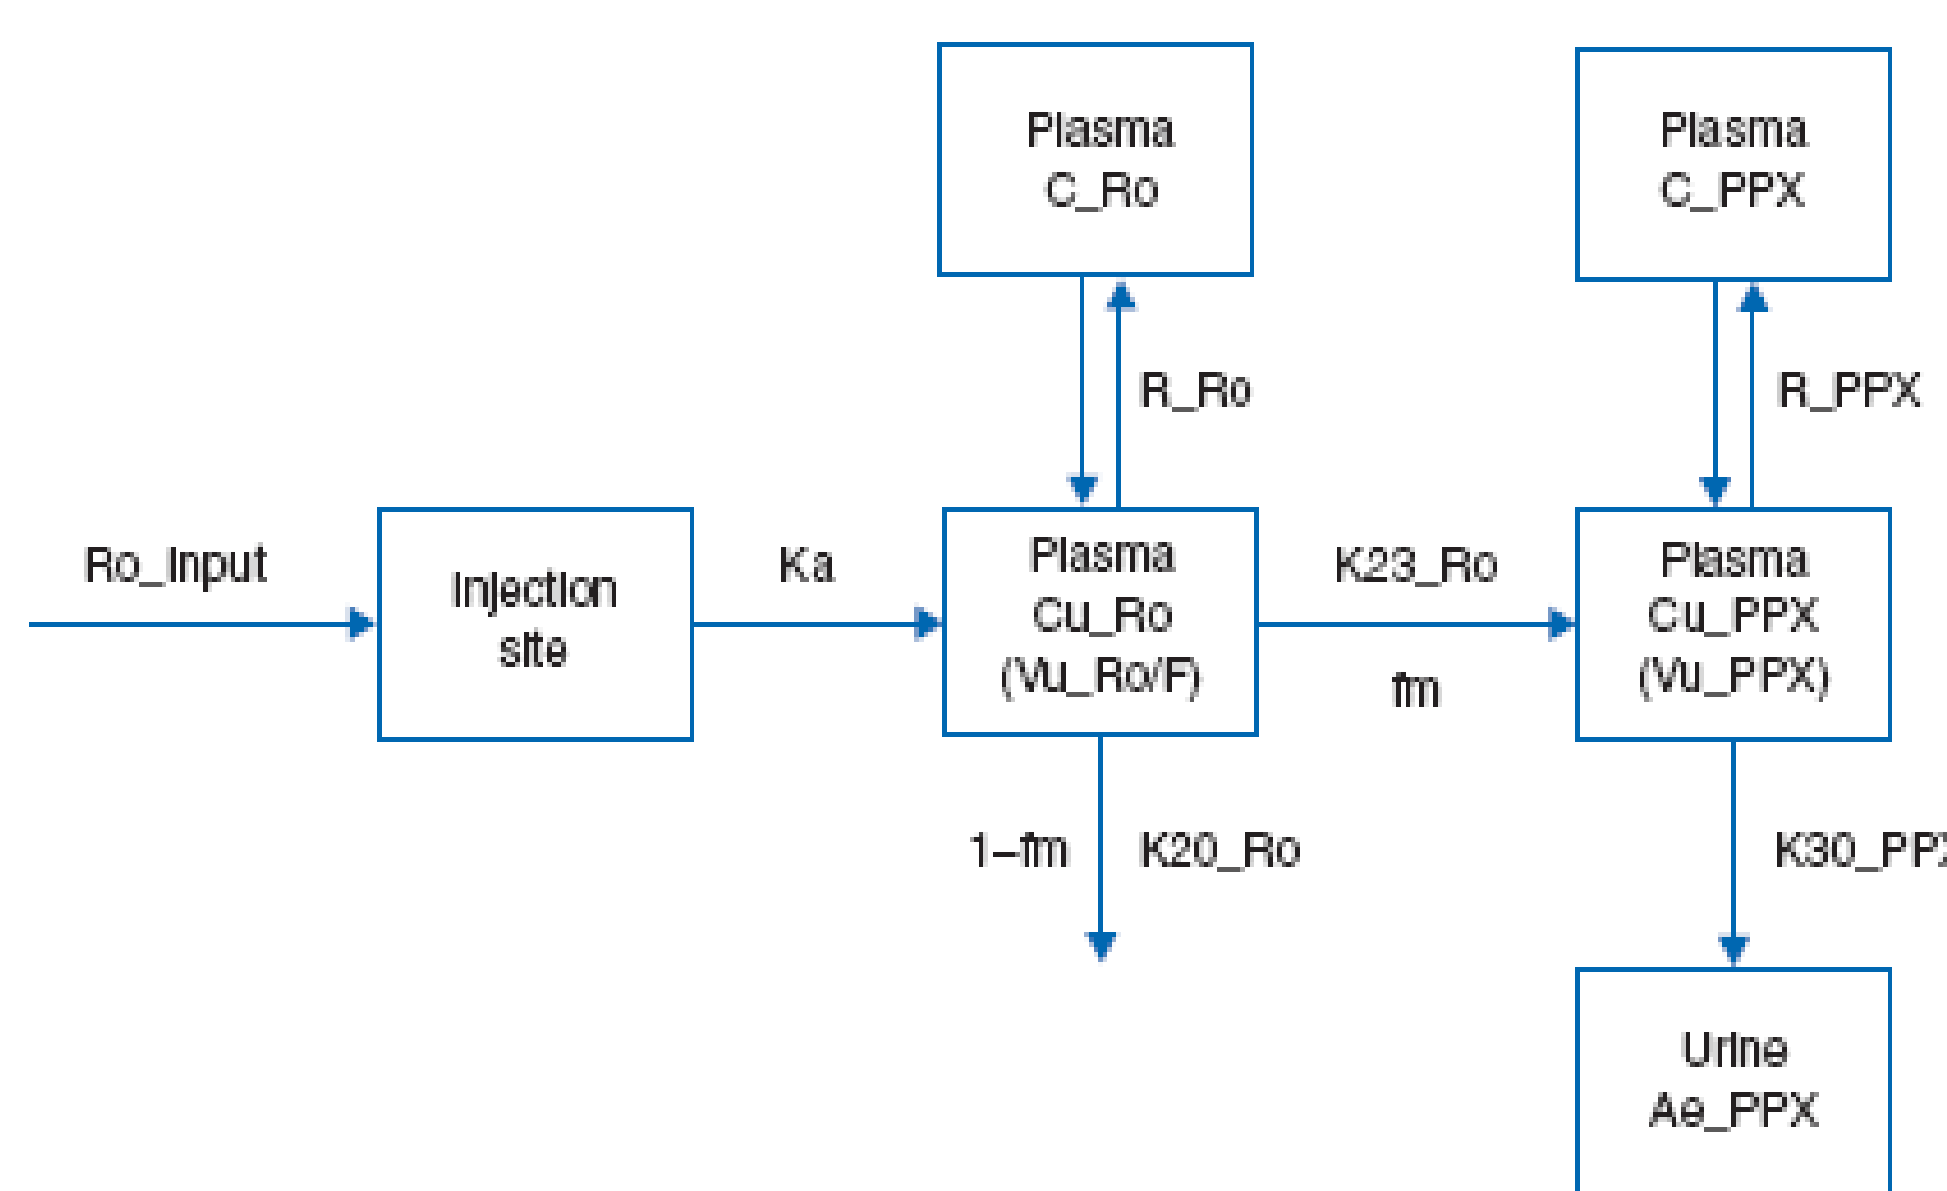 Plasma
C_Ro
Plasma
C_PPX
R_Ro
R_PPX
Ro_Input
Injection
site
Ka
Plasma
Cu_Ro
(Vu_Ro/F)
K23_Ro
fm
Plasma
Cu_PPX
(Vu_PPX)
1–fm
K20_Ro
K30_PPX
Urine
Ae_PPX